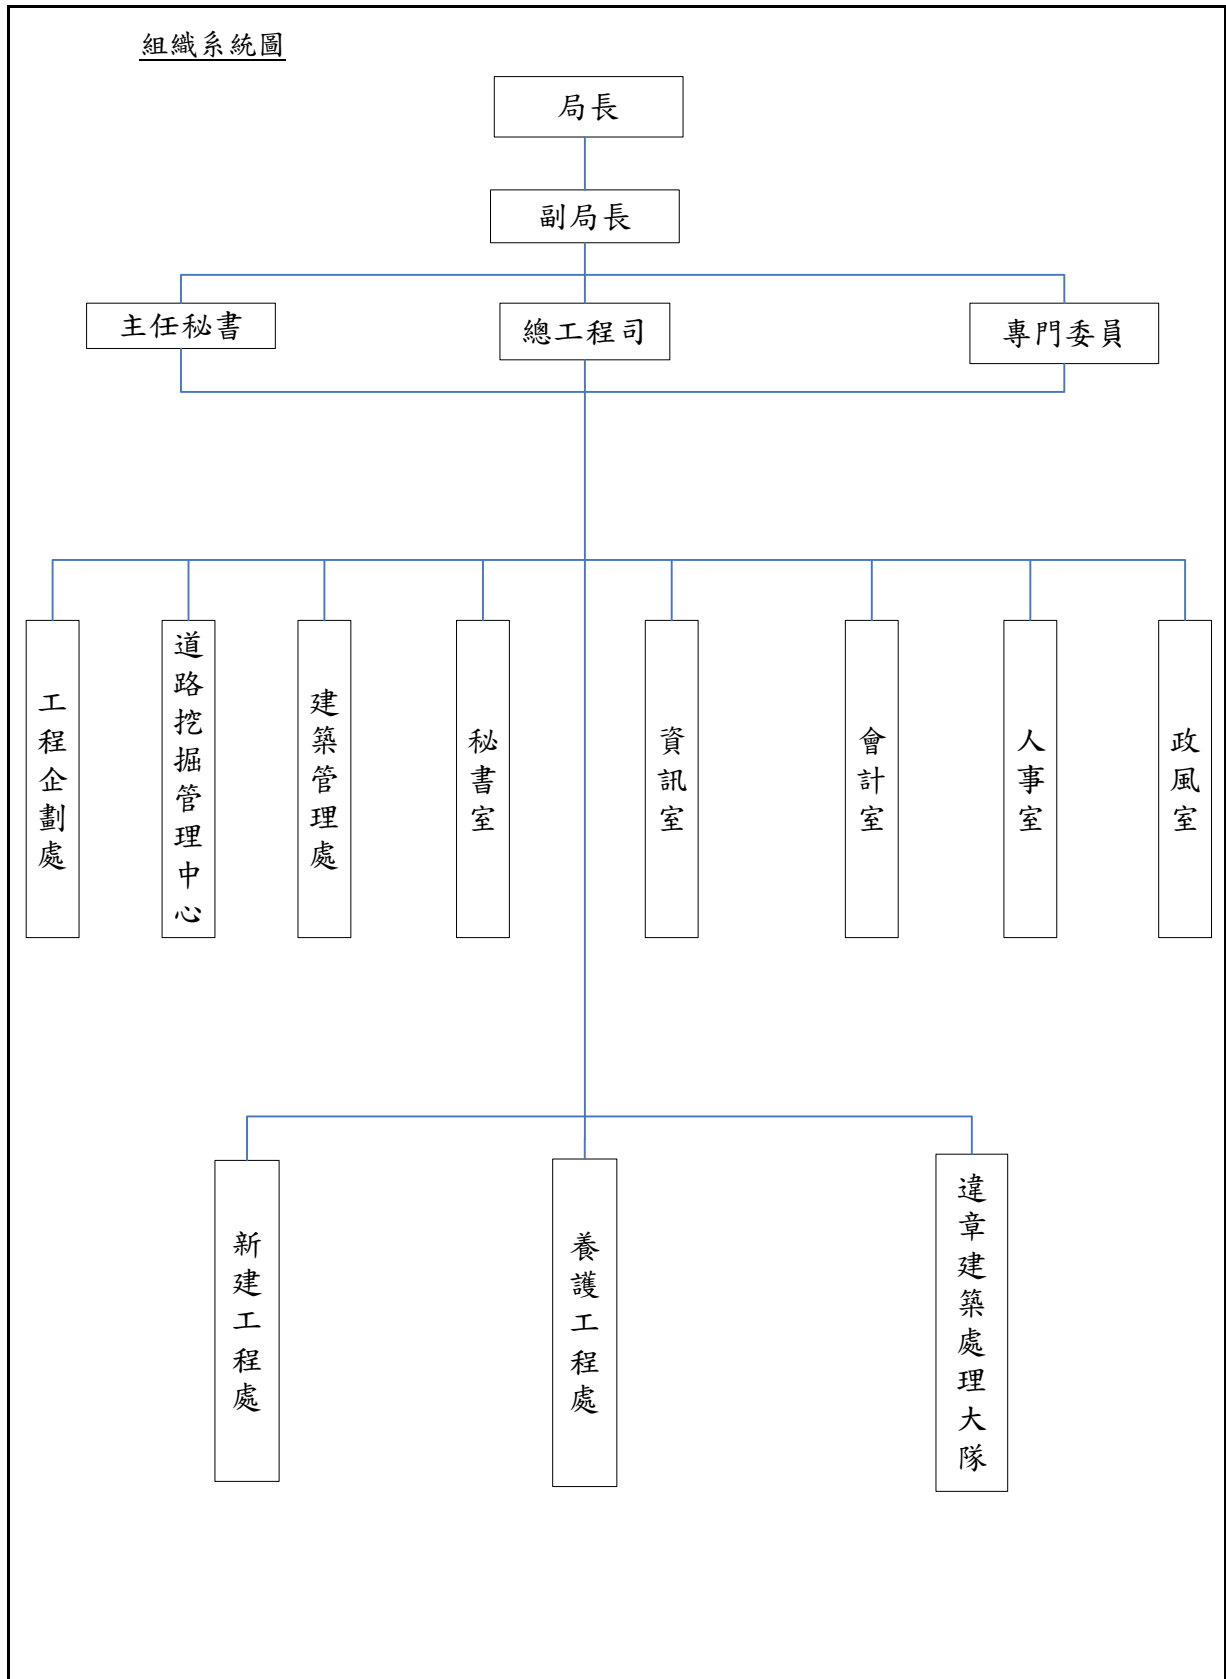 組織系統圖
局長
副局長
主任秘書
總工程司
專門委員
工程企劃處
道路挖掘管理中心
建築管理處
秘書室
資訊室
會計室
人事室
政風室
新建工程處
養護工程處
違章建築處理大隊